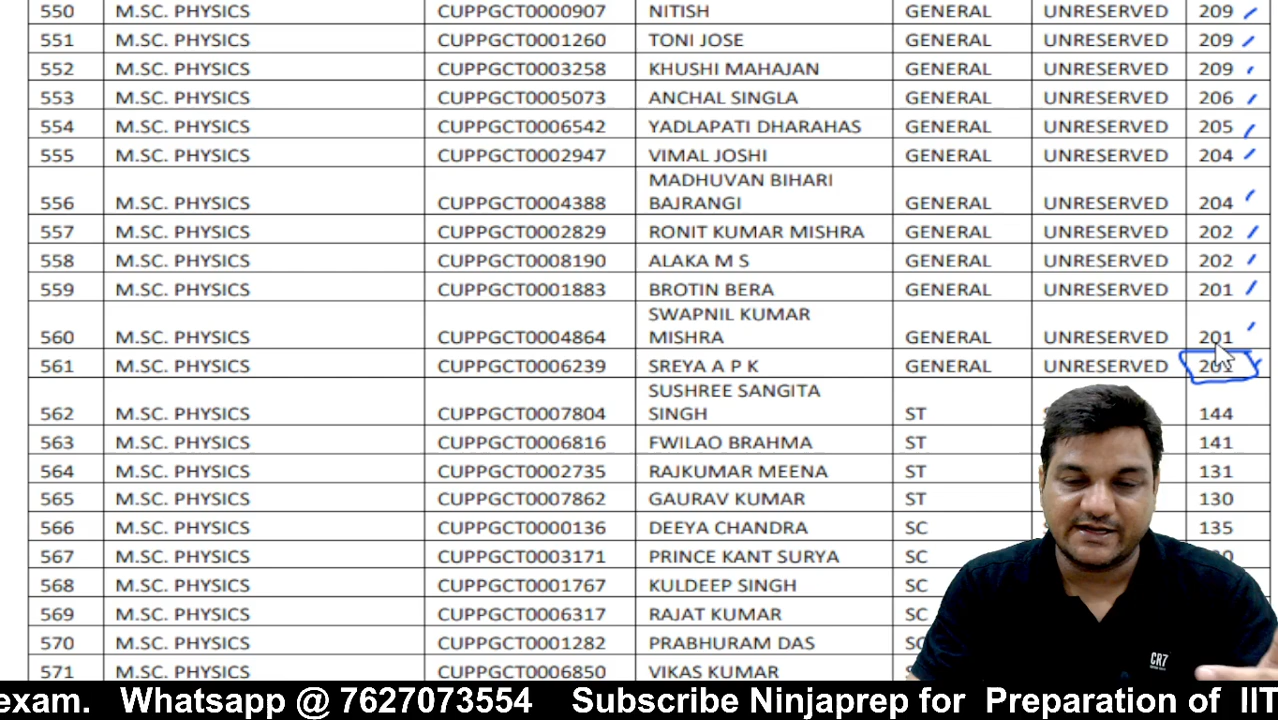 550 M.SC. PHYSICS CUPPGCT0000907 NITISH GENERAL UNRESERVED 209
551 M.SC. PHYSICS CUPPGCT0001260 TONI JOSE GENERAL UNRESERVED 209
552 M.SC. PHYSICS CUPPGCT0003258 KHUSHI MAHAJAN GENERAL UNRESERVED 209
553 M.SC. PHYSICS CUPPGCT0005073 ANCHAL SINGLA GENERAL UNRESERVED 206
554 M.SC. PHYSICS CUPPGCT0006542 YADLAPATI DHARAHAS GENERAL UNRESERVED 205
555 M.SC. PHYSICS CUPPGCT0002947 VIMAL JOSHI GENERAL UNRESERVED 204
MADHUVAN BIHARI
556 M.SC. PHYSICS CUPPGCT0004388 BAJRANGI GENERAL UNRESERVED 204
557 M.SC. PHYSICS CUPPGCT0002829 RONIT KUMAR MISHRA GENERAL UNRESERVED 202
558 M.SC. PHYSICS CUPPGCT0008190 ALAKA M S GENERAL UNRESERVED 202
559 M.SC. PHYSICS CUPPGCT0001883 BROTIN BERA GENERAL UNRESERVED 201
SWAPNIL KUMAR
560 M.SC. PHYSICS CUPPGCT0004864 MISHRA GENERAL UNRESERVED 201
561 M.SC. PHYSICS CUPPGCT0006239 SREYA A P K GENERAL UNRESERVED
SUSHREE SANGITA
562 M.SC. PHYSICS CUPPGCT0007804 SINGH ST 144
563 M.SC. PHYSICS CUPPGCT0006816 FWILAO BRAHMA ST 141
564 M.SC. PHYSICS CUPPGCT0002735 RAJKUMAR MEENA ST 131
565 M.SC. PHYSICS CUPPGCT0007862 GAURAV KUMAR ST 130
566 M.SC. PHYSICS CUPPGCT0000136 DEEYA CHANDRA SC 135
567 M.SC. PHYSICS CUPPGCT0003171 PRINCE KANT SURYA SC
568 M.SC. PHYSICS CUPPGCT0001767 KULDEEP SINGH SC
569 M.SC. PHYSICS CUPPGCT0006317 RAJAT KUMAR SC
570 M.SC. PHYSICS CUPPGCT0001282 PRABHURAM DAS
571 M.SC. PHYSICS CUPPGCT0006850 VIKAS KUMAR
CR7
exam. Whatsapp @ 7627073554 Subscribe Ninjaprep for Preparation of IIT